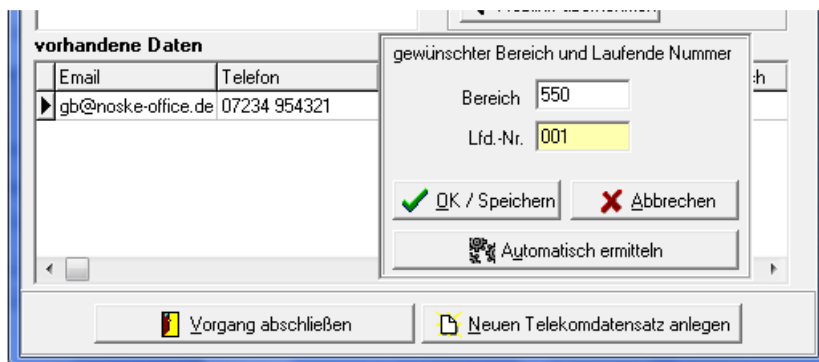 vorhandene Daten
Email Telefon
gb@noske-office.de 07234 954321
gewünschter Bereich und Laufende Nummer
Bereich 550
Lfd.-Nr. 001
OK / Speichern Abbrechen
Automatisch ermitteln
Vorgang abschließen Neuen Telekomdatensatz anlegen